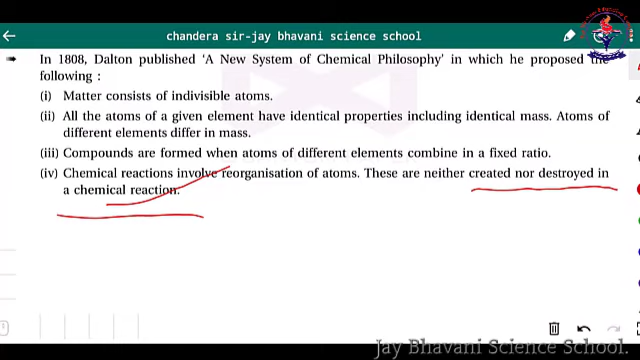 chandera sir-jay bhavani science school
In 1808, Dalton published 'A New System of Chemical Philosophy' in which he proposed the
following :
(i) Matter consists of indivisible atoms.
(ii) All the atoms of a given element have identical properties including identical mass. Atoms of
different elements differ in mass.
(iii) Compounds are formed when atoms of different elements combine in a fixed ratio.
(iv) Chemical reactions involve reorganisation of atoms. These are neither created nor destroyed in
a chemical reaction.
Jay Bhavani Science School.